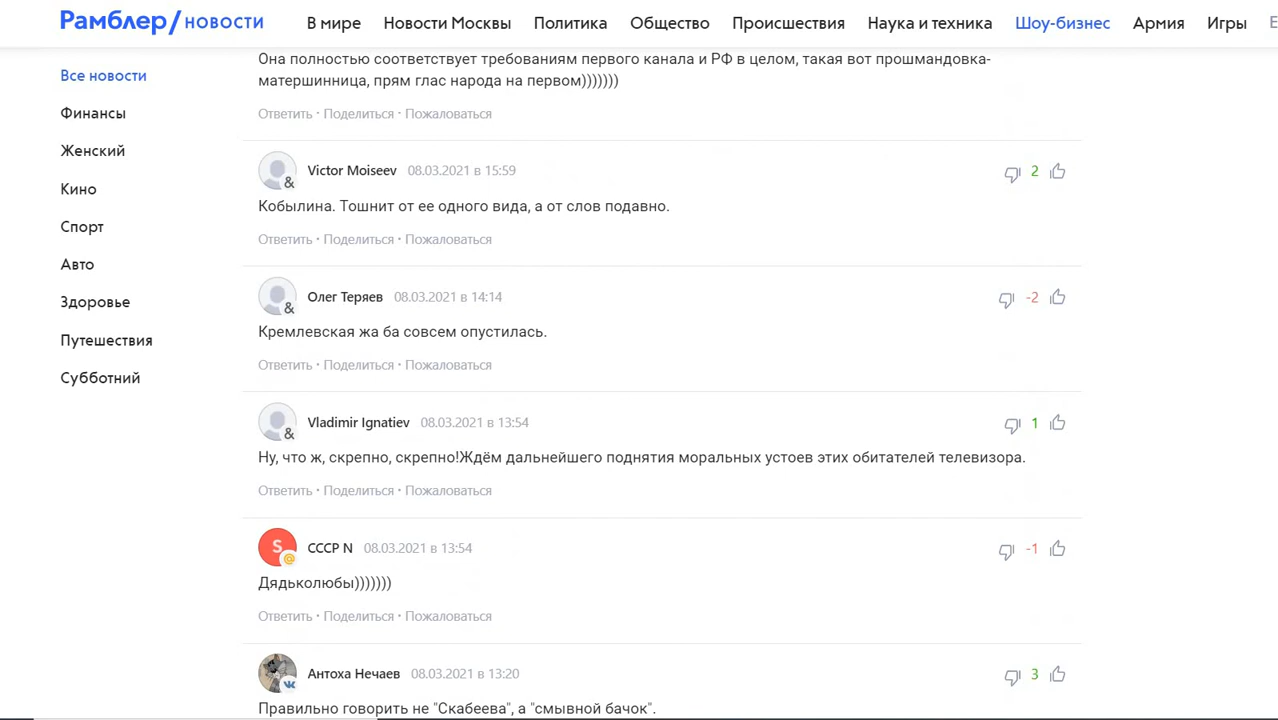 Рамблер/новости В мире Новости Москвы Политика Общество Происшествия Наука и техника Шоу-бизнес Армия Игры
Все новости
Финансы
Женский
Кино
Спорт
Авто
Здоровье
Путешествия
Субботний
Она полностью соответствует требованиям первого канала и РФ в целом, такая вот прошмандовка-
матершинница, прям глас народа на первом)))))))
Ответить · Поделиться · Пожаловаться
Victor Moiseev 08.03.2021 в 15:59 2
Кобылина. Тошнит от ее одного вида, а от слов подавно.
Ответить · Поделиться · Пожаловаться
Олег Теряев 08.03.2021 в 14:14 -2
Кремлевская жа ба совсем опустилась.
Ответить · Поделиться · Пожаловаться
Vladimir Ignatiev 08.03.2021 в 13:54 1
Ну, что ж, скрепно, скрепно!Ждём дальнейшего поднятия моральных устоев этих обитателей телевизора.
Ответить · Поделиться · Пожаловаться
S СССР N 08.03.2021 в 13:54 -1
Дядьколюбы)))))))
Ответить · Поделиться · Пожаловаться
Антоха Нечаев 08.03.2021 в 13:20 3
Правильно говорить не "Скабеева", а "смывной бачок".